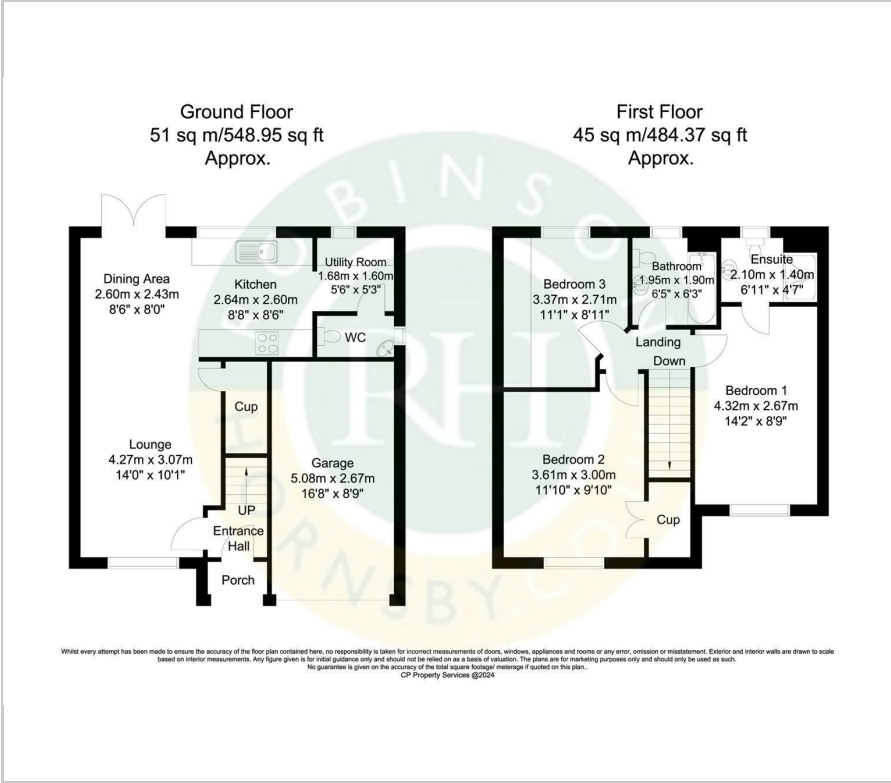 Ground Floor
51 sq m/548.95 sq ft
Approx.
First Floor
45 sq m/484.37 sq ft
Approx.
ROBINSON
HORNSBY CO
RH
Dining Area
2.60m x 2.43m
8'6" x 8'0"
Kitchen
2.64m x 2.60m
8'8" x 8'6"
Utility Room
1.68m x 1.60m
5'6" x 5'3"
WC
Cup
Lounge
4.27m x 3.07m
14'0" x 10'1"
UP
Entrance
Hall
Porch
Garage
5.08m x 2.67m
16'8" x 8'9"
Bedroom 3
3.37m x 2.71m
11'1" x 8'11"
Bathroom
1.95m x 1.90m
6'5" x 6'3"
Ensuite
2.10m x 1.40m
6'11" x 4'7"
Landing
Down
Bedroom 1
4.32m x 2.67m
14'2" x 8'9"
Bedroom 2
3.61m x 3.00m
11'10" x 9'10"
Cup
Whilst every attempt has been made to ensure the accuracy of the floor plan contained here, no responsibility is taken for incorrect measurements of doors, windows, appliances and rooms or any error, omission or misstatement. Exterior and interior walls are drawn to scale
based on interior measurements. Any figure given is for initial guidance only and should not be relied on as a basis of valuation. The plans are for marketing purposes only and should only be used as such.
No guarantee is given on the accuracy of the total square footage/ meterage if quoted on this plan..
CP Property Services @2024